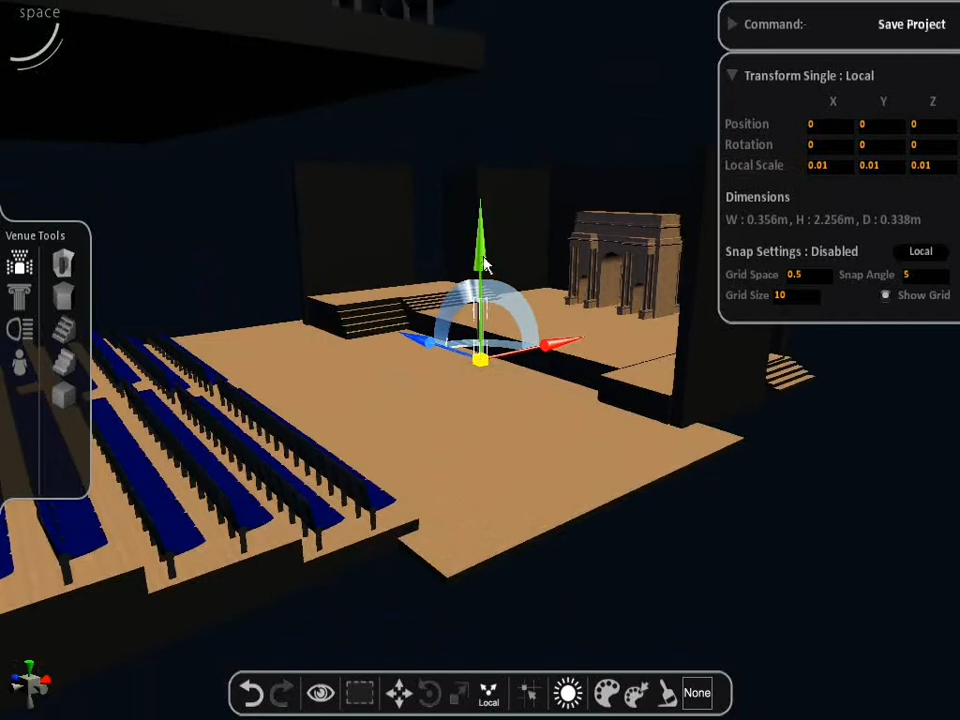 space
Command:- Save Project
Transform Single : Local
X Y Z
Position 0 0 0
Rotation 0 0 0
Local Scale 0.01 0.01 0.01
Dimensions
W : 0.356m, H : 2.256m, D : 0.338m
Snap Settings : Disabled Local
Grid Space 0.5 Snap Angle 5
Grid Size 10 Show Grid
Venue Tools
Local
None